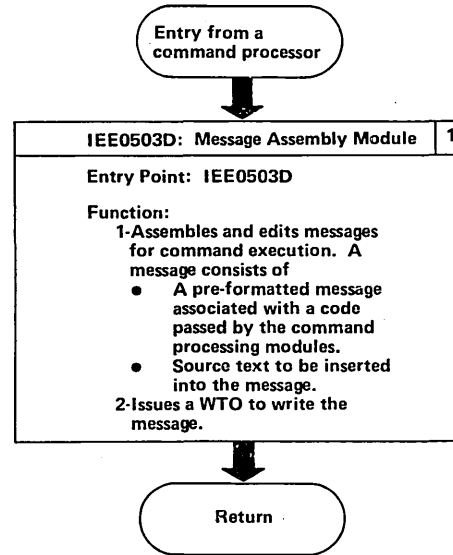 Entry from a
command processor
IEE0503D: Message Assembly Module 1
Entry Point: IEE0503D
Function:
1-Assembles and edits messages
for command execution. A
message consists of
• A pre-formatted message
associated with a code
passed by the command
processing modules.
• Source text to be inserted
into the message.
2-Issues a WTO to write the
message.
Return